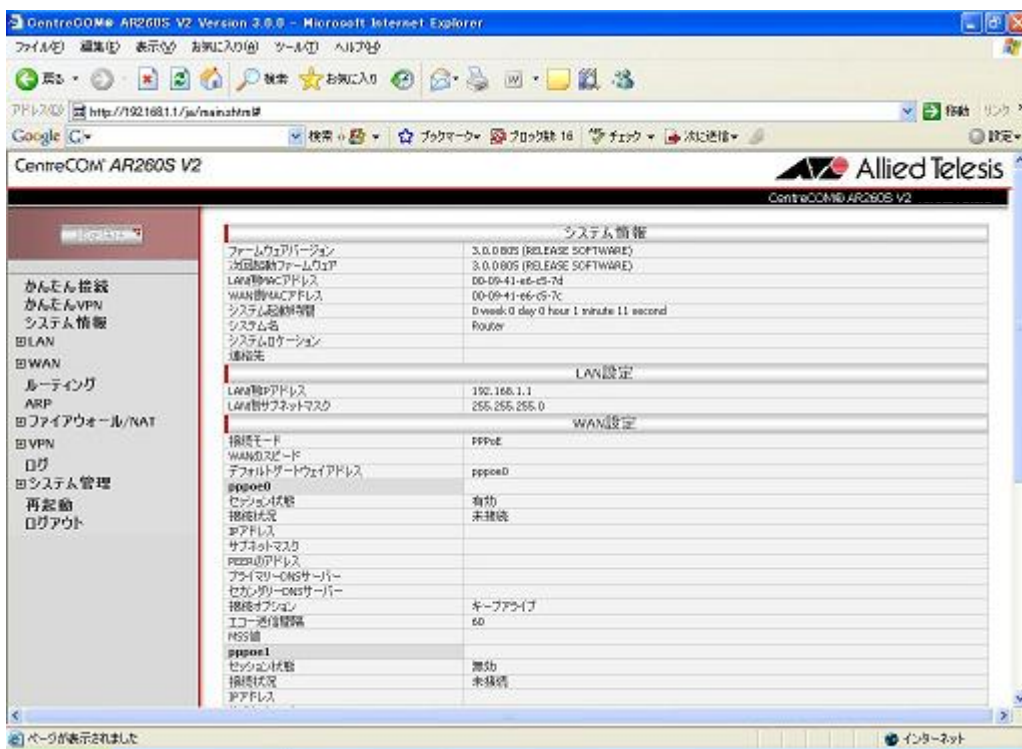 CentreCOM® AR260S V2 Version 3.0.0 - Microsoft Internet Explorer
ファイル(F) 編集(E) 表示(V) お気に入り(A) ツール(T) ヘルプ(H)
戻る 検索 お気に入り
アドレス(D) http://192.168.1.1/ja/main.shtml# 移動 リンク
Google 検索 ブックマーク ブロック数 16 チェック 次に送信 設定
CentreCOM® AR260S V2 Allied Telesis
CentreCOM® AR260S V2
かんたん接続
かんたんVPN
システム情報
LAN
WAN
ルーティング
ARP
ファイアウォール/NAT
VPN
ログ
システム管理
再起動
ログアウト
システム情報
ファームウェアバージョン 3.0.0 B05 (RELEASE SOFTWARE)
次回起動ファームウェア 3.0.0 B05 (RELEASE SOFTWARE)
LAN側MACアドレス 00-09-41-e6-c5-7d
WAN側MACアドレス 00-09-41-e6-c5-7c
システム起動時間 0 week 0 day 0 hour 1 minute 11 second
システム名 Router
システムロケーション
連絡先
LAN設定
LAN側IPアドレス 192.168.1.1
LAN側サブネットマスク 255.255.255.0
WAN設定
接続モード PPPoE
WANのスピード
デフォルトゲートウェイアドレス pppoe0
pppoe0
セッション状態 有効
接続状況 未接続
IPアドレス
サブネットマスク
PEERのアドレス
プライマリーDNSサーバー
セカンダリーDNSサーバー
接続オプション キープアライブ
エコー送信間隔 60
MSS値
pppoe1
セッション状態 無効
接続状況 未接続
IPアドレス
ページが表示されました インターネット